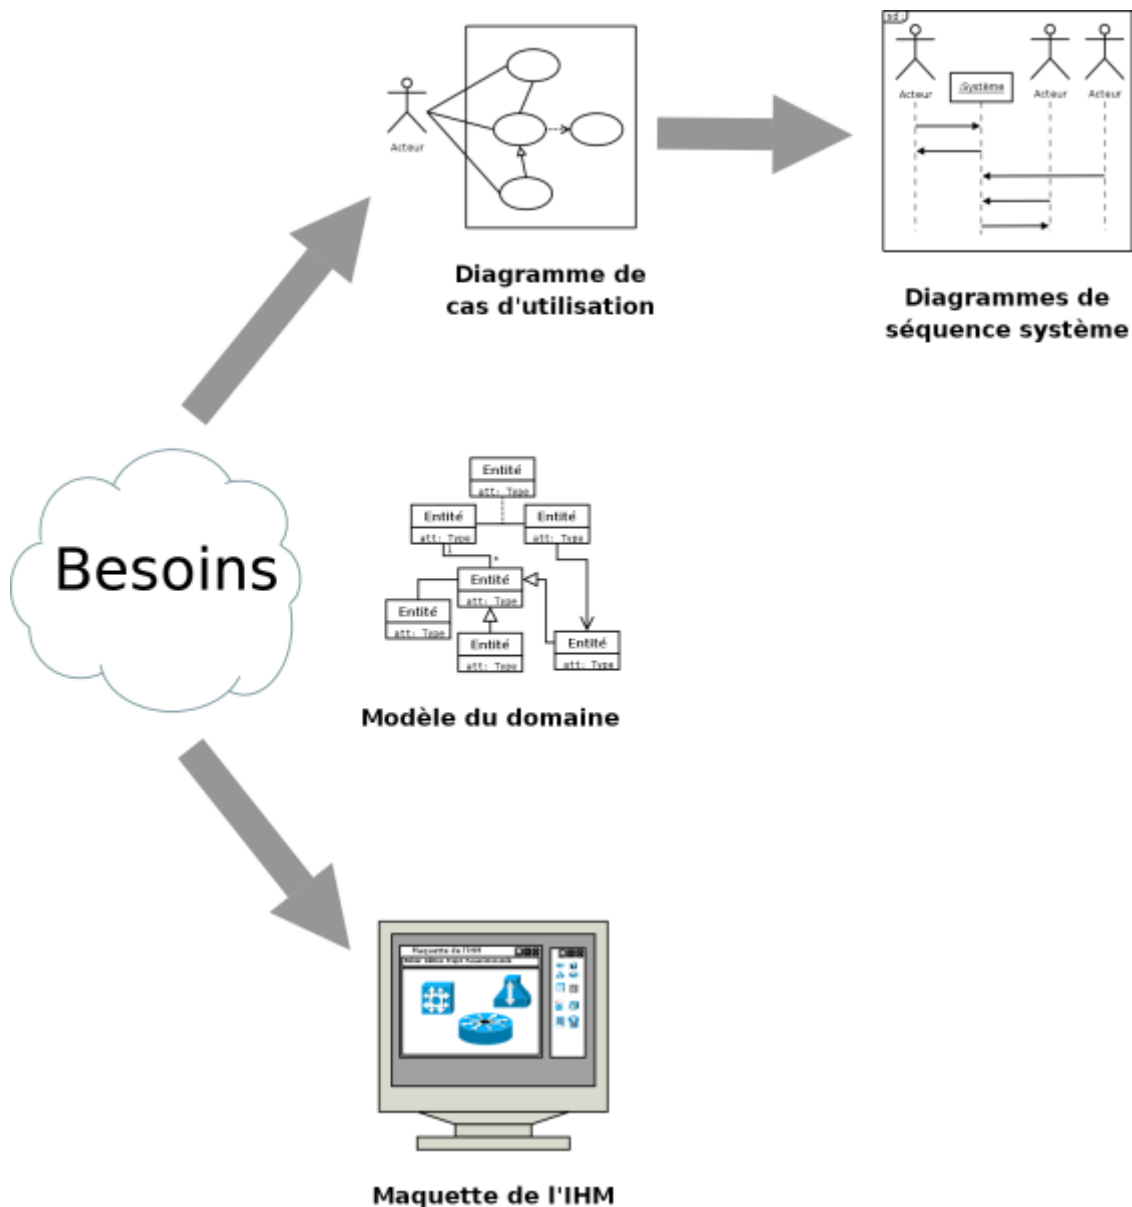 sd
Acteur
Système
Acteur
Acteur
Acteur
Diagramme de
cas d'utilisation
Diagrammes de
séquence système
Besoins
Entité
att: Type
Entité
att: Type
Entité
att: Type
1
*
Entité
att: Type
Entité
att: Type
Entité
att: Type
Entité
att: Type
Modèle du domaine
Maquette de l'IHM
Maquette de l'IHM